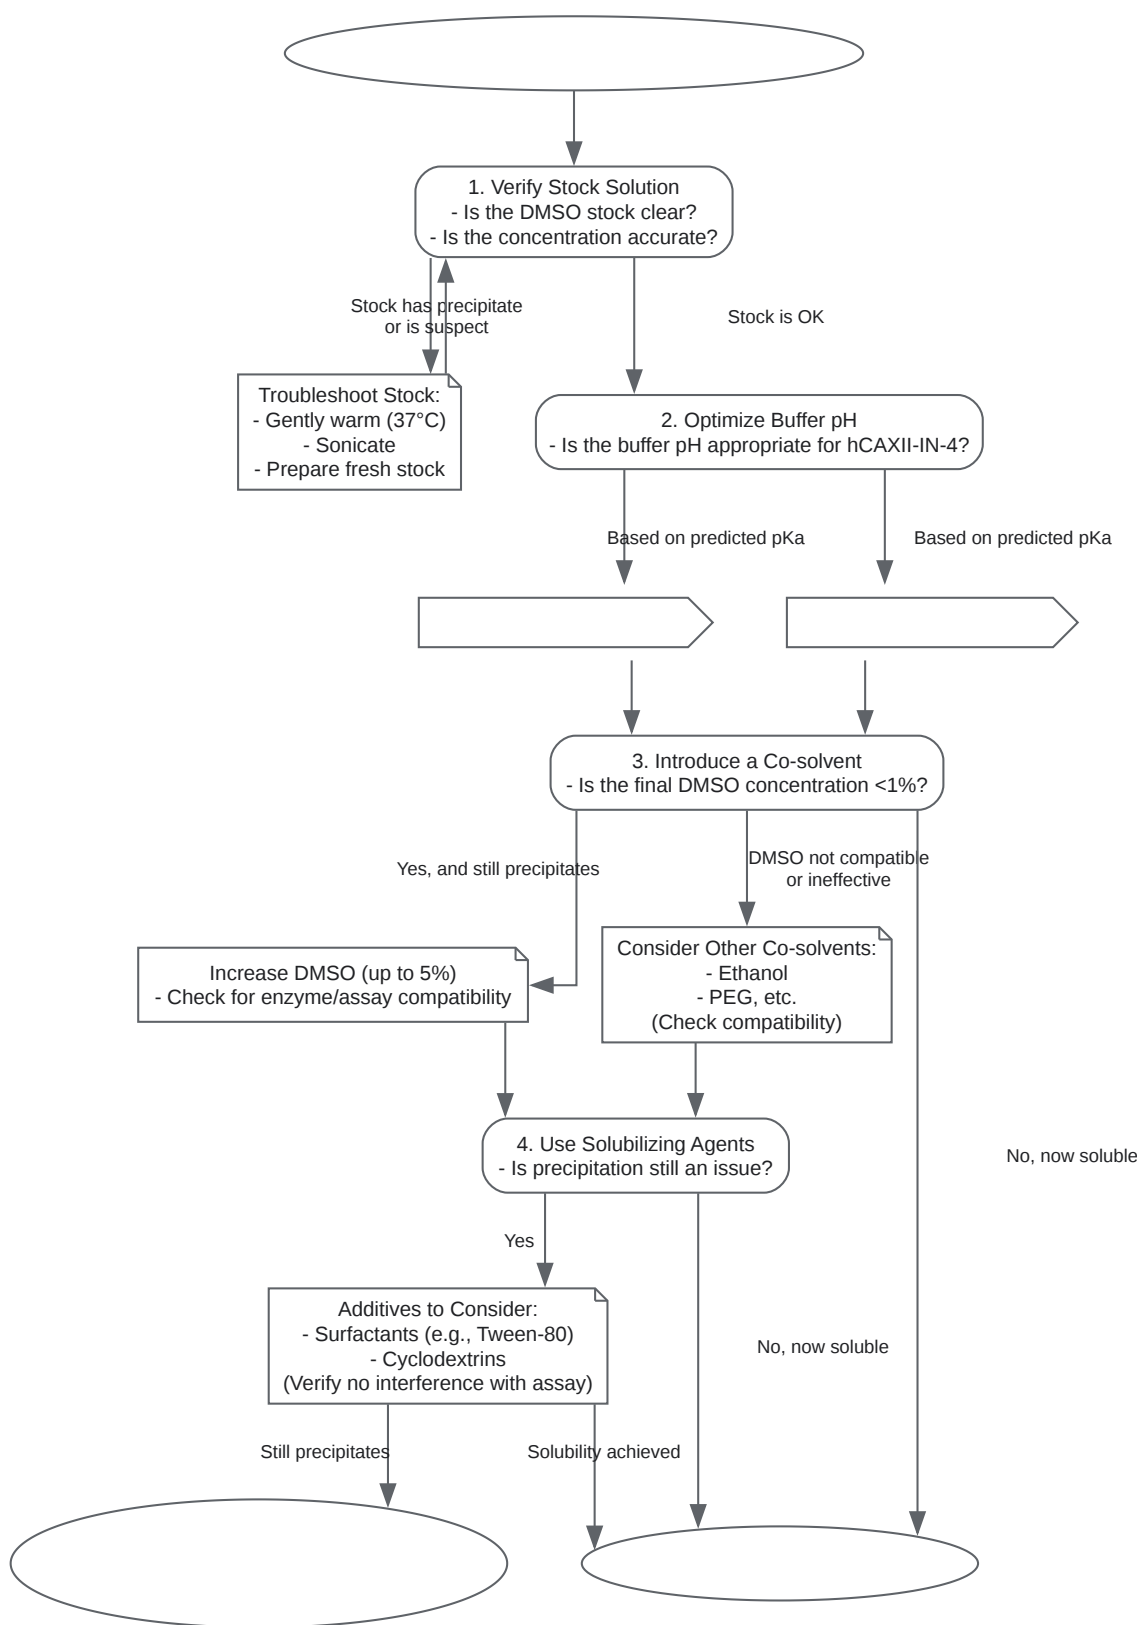 1. Verify Stock Solution
- Is the DMSO stock clear?
- Is the concentration accurate?
Stock has precipitate
or is suspect
Stock is OK
Troubleshoot Stock:
- Gently warm (37°C)
- Sonicate
- Prepare fresh stock
2. Optimize Buffer pH
- Is the buffer pH appropriate for hCAXII-IN-4?
Based on predicted pKa
Based on predicted pKa
3. Introduce a Co-solvent
- Is the final DMSO concentration <1%?
Yes, and still precipitates
DMSO not compatible
or ineffective
Increase DMSO (up to 5%)
- Check for enzyme/assay compatibility
Consider Other Co-solvents:
- Ethanol
- PEG, etc.
(Check compatibility)
4. Use Solubilizing Agents
- Is precipitation still an issue?
No, now soluble
Yes
Additives to Consider:
- Surfactants (e.g., Tween-80)
- Cyclodextrins
(Verify no interference with assay)
No, now soluble
Still precipitates
Solubility achieved